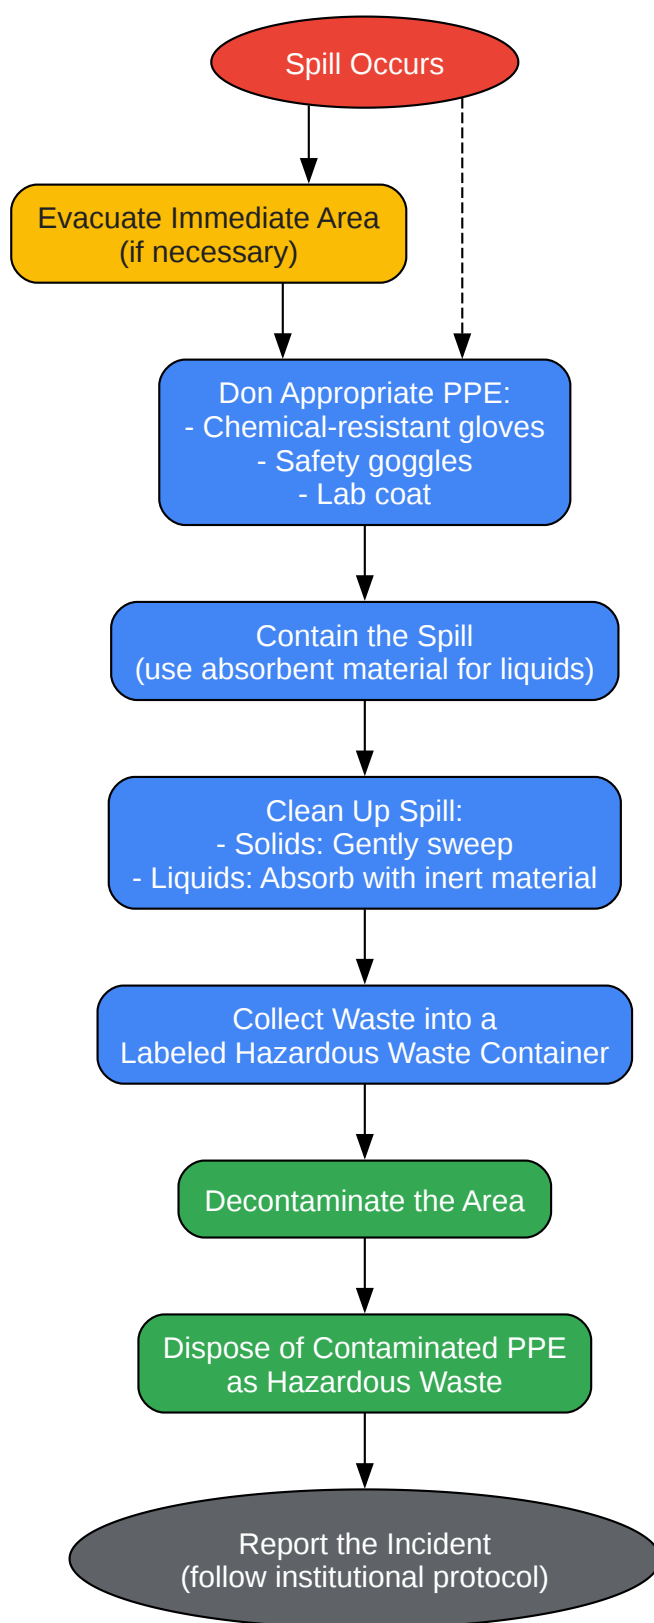 Spill Occurs
Evacuate Immediate Area
(if necessary)
Don Appropriate PPE:
- Chemical-resistant gloves
- Safety goggles
- Lab coat
Contain the Spill
(use absorbent material for liquids)
Clean Up Spill:
- Solids: Gently sweep
- Liquids: Absorb with inert material
Collect Waste into a
Labeled Hazardous Waste Container
Decontaminate the Area
Dispose of Contaminated PPE
as Hazardous Waste
Report the Incident
(follow institutional protocol)